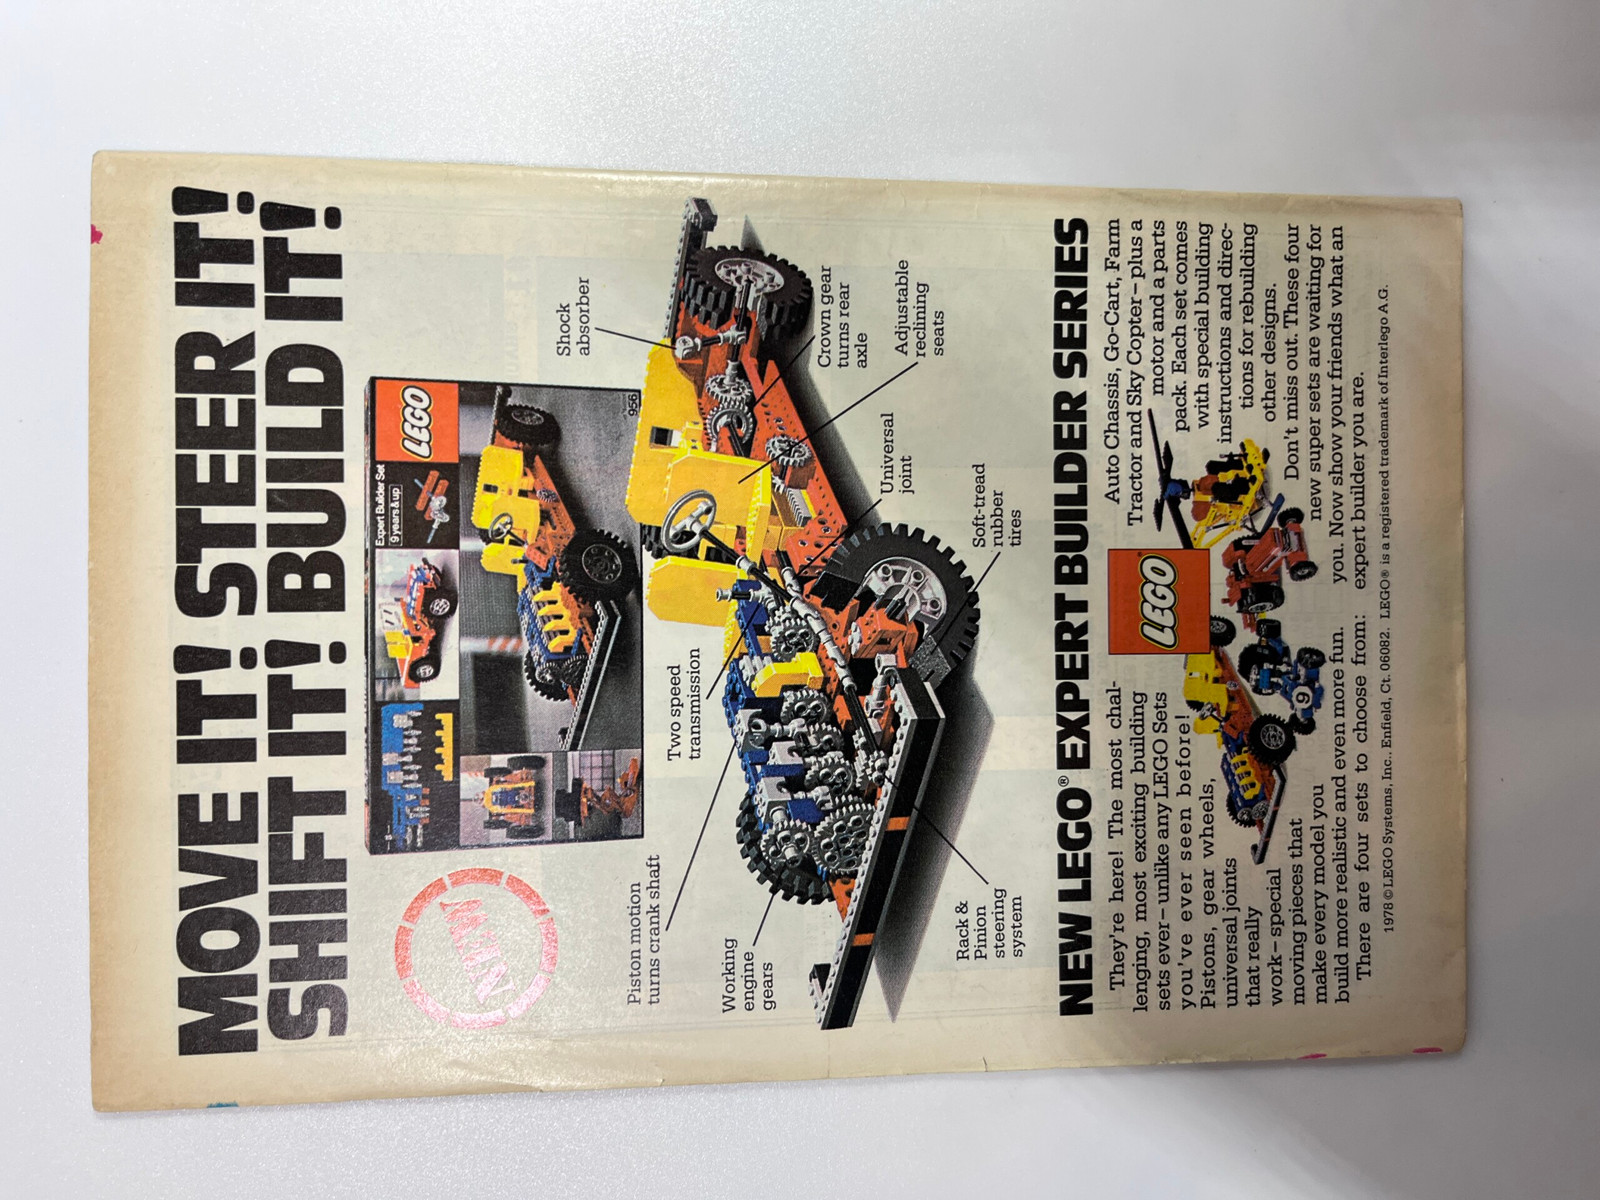 MOVE IT! STEER IT!
SHIFT IT! BUILD IT!
NEW
Expert Builder Set
9 years & up
LEGO
956
Shock
absorber
Piston motion
turns crank shaft
Two speed
transmission
Working
engine
gears
Crown gear
turns rear
axle
Universal
joint
Adjustable
reclining
seats
Rack &
Pinion
steering
system
Soft-tread
rubber
tires
NEW LEGO® EXPERT BUILDER SERIES
They're here! The most chal-
lenging, most exciting building
sets ever – unlike any LEGO Sets
you've ever seen before!
Pistons, gear wheels,
universal joints
that really
work – special
moving pieces that
make every model you
build more realistic and even more fun.
There are four sets to choose from:
LEGO
9
Auto Chassis, Go-Cart, Farm
Tractor and Sky Copter – plus a
motor and a parts
pack. Each set comes
with special building
instructions and direc-
tions for rebuilding
other designs.
Don't miss out. These four
new super sets are waiting for
you. Now show your friends what an
expert builder you are.
1978 © LEGO Systems, Inc. Enfield, Ct. 06082. LEGO® is a registered trademark of Interlego A.G.